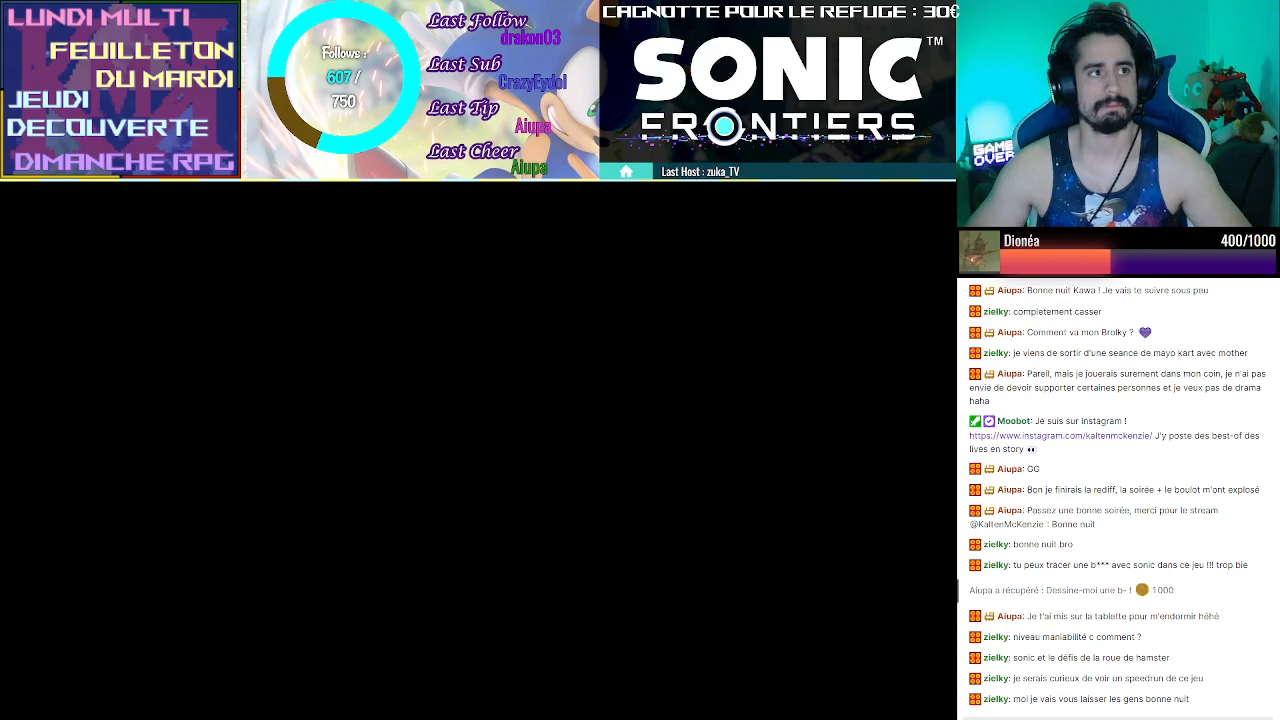 LUNDI MULTI
FEUILLETON
DU MARDI
JEUDI
DECOUVERTE
DIMANCHE RPG
Follows :
607 /
750
Last Follow
drakon03
Last Sub
CrazyEydol
Last Tip
Aiupa
Last Cheer
Aiupa
CAGNOTTE POUR LE REFUGE : 30€
SONIC™
FRONTIERS
Last Host : zuka_TV
GAME
OVER
Dionéa 400/1000
Aiupa: Bonne nuit Kawa ! Je vais te suivre sous peu
zielky: completement casser
Aiupa: Comment va mon Brolky ? 💜
zielky: je viens de sortir d'une seance de mayo kart avec mother
Aiupa: Pareil, mais je jouerais surement dans mon coin, je n'ai pas
envie de devoir supporter certaines personnes et je veux pas de drama
haha
Moobot: Je suis sur Instagram !
https://www.instagram.com/kaltenmckenzie/ J'y poste des best-of des
lives en story 👀
Aiupa: GG
Aiupa: Bon je finirais la rediff, la soirée + le boulot m'ont explosé
Aiupa: Passez une bonne soirée, merci pour le stream
@KaltenMcKenzie : Bonne nuit
zielky: bonne nuit bro
zielky: tu peux tracer une b*** avec sonic dans ce jeu !!! trop bie
Aiupa a récupéré : Dessine-moi une b- ! 1000
Aiupa: Je t'ai mis sur la tablette pour m'endormir héhé
zielky: niveau maniabilité c comment ?
zielky: sonic et le défis de la roue de hamster
zielky: je serais curieux de voir un speedrun de ce jeu
zielky: moi je vais vous laisser les gens bonne nuit